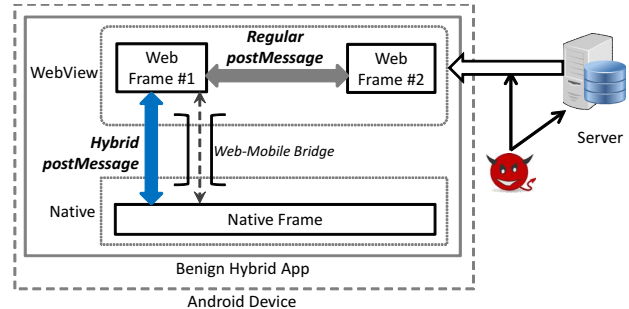 Regular
postMessage
Web
Frame #1
Web
Frame #2
WebView
Hybrid
postMessage
Web-Mobile Bridge
Server
Native
Native Frame
Benign Hybrid App
Android Device